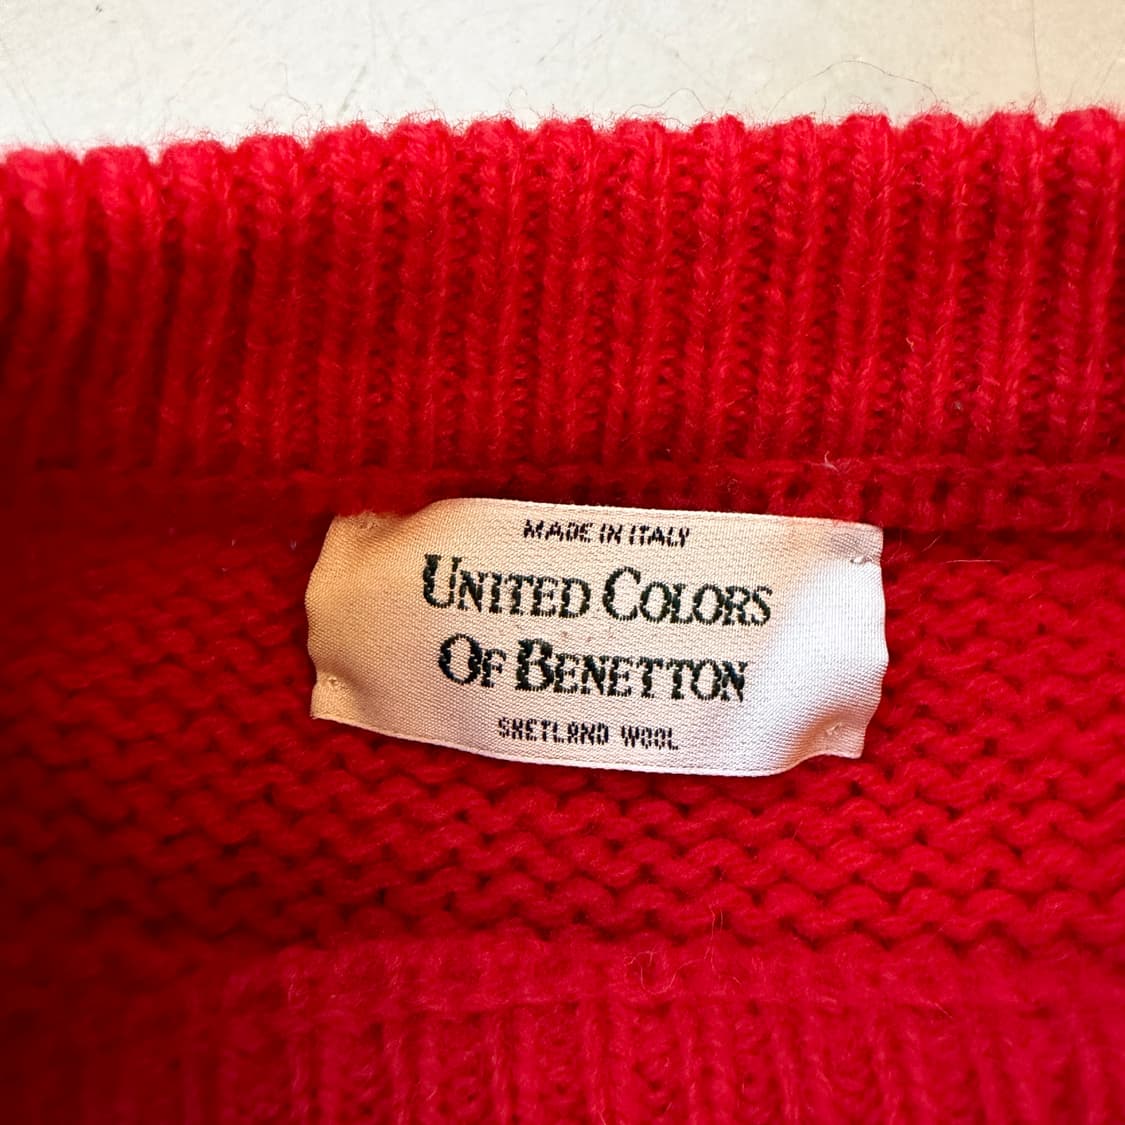 MADE IN ITALY
UNITED COLORS
OF BENETTON
SHETLAND WOOL